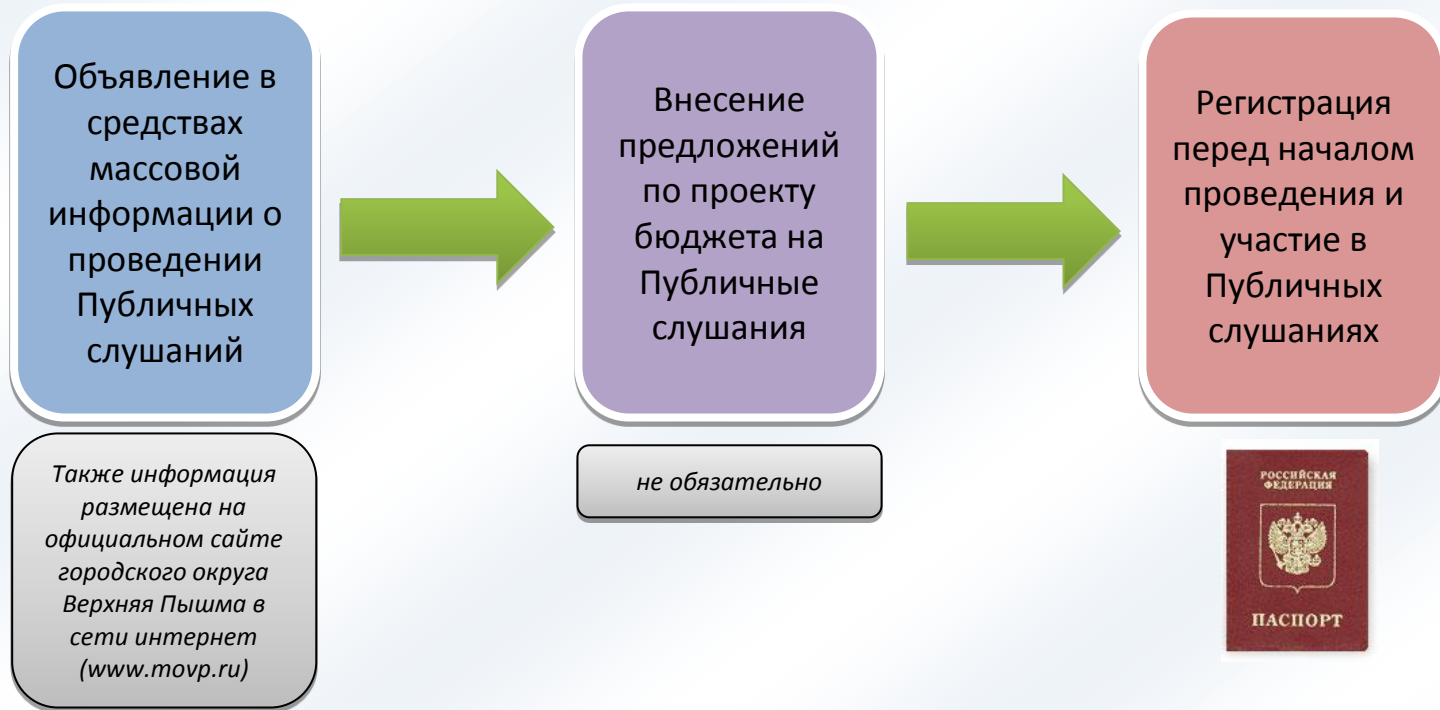 Объявление в
средствах
массовой
информации о
проведении
Публичных
слушаний
Также информация
размещена на
официальном сайте
городского округа
Верхняя Пышма в
сети интернет
(www.movp.ru)
Внесение
предложений
по проекту
бюджета на
Публичные
слушания
не обязательно
Регистрация
перед началом
проведения и
участие в
Публичных
слушаниях
РОССИЙСКАЯ
ФЕДЕРАЦИЯ
ПАСПОРТ